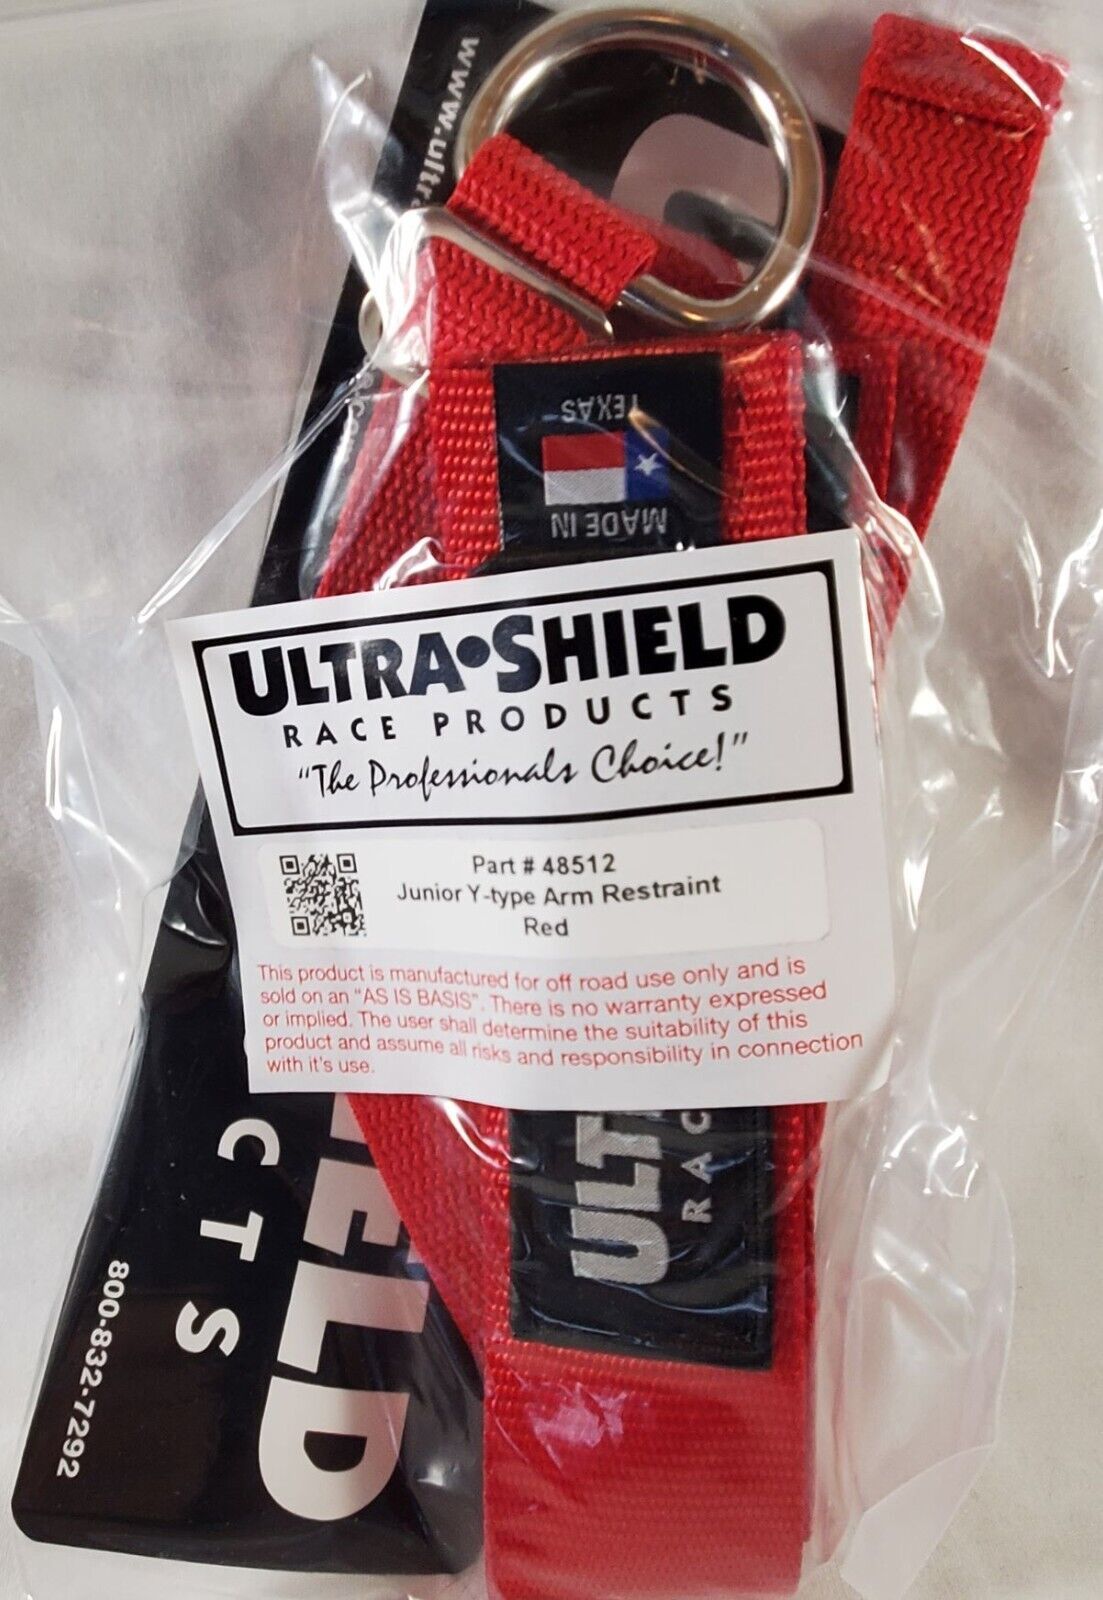 www.ultra
TEXAS
MADE IN
ULTRA•SHIELD
RACE PRODUCTS
"The Professionals Choice!"
Part # 48512
Junior Y-type Arm Restraint
Red
This product is manufactured for off road use only and is
sold on an "AS IS BASIS". There is no warranty expressed
or implied. The user shall determine the suitability of this
product and assume all risks and responsibility in connection
with it's use.
ULT
RAC
IELD
CTS
800-832-7292